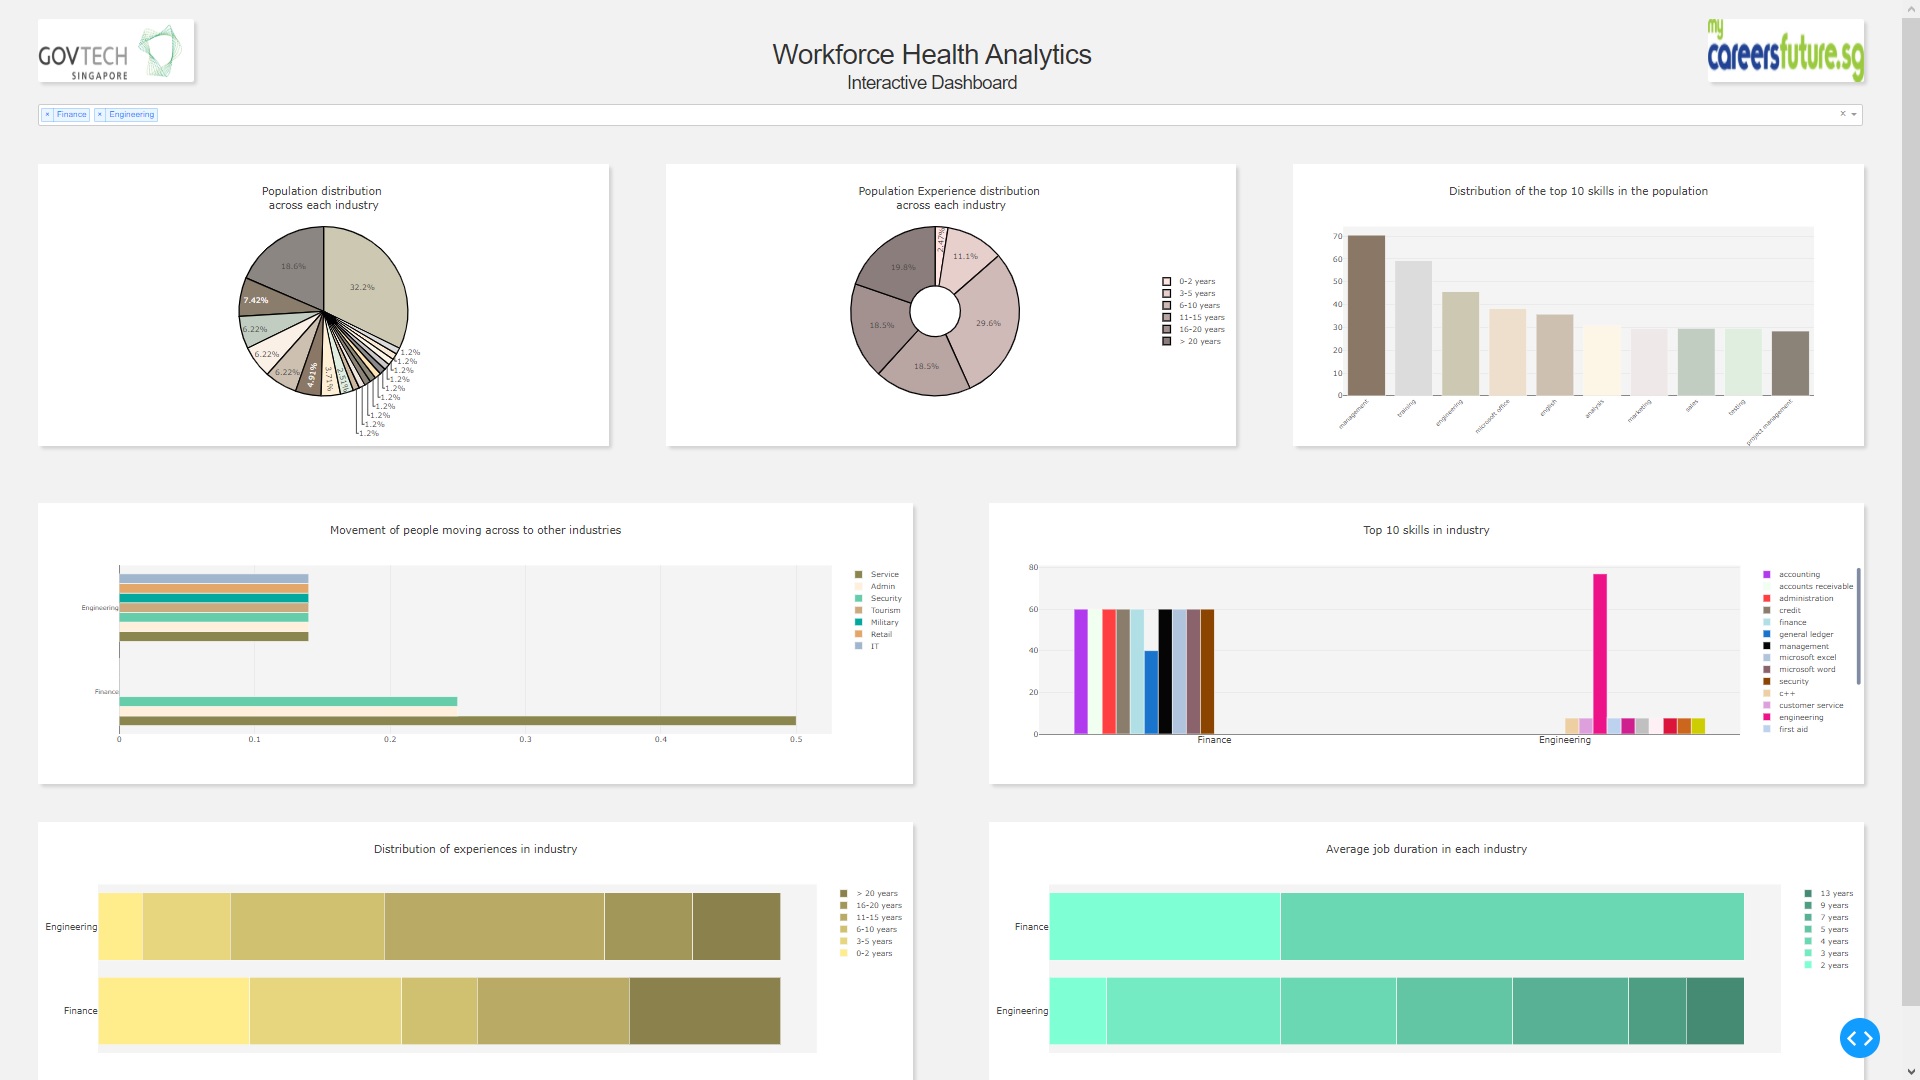 GOVTECH
SINGAPORE
Workforce Health Analytics
Interactive Dashboard
my
careersfuture.sg
× Finance × Engineering
×
Population distribution
across each industry
32.2%
18.6%
7.42%
6.22%
6.22%
6.22%
4.91%
3.71%
2.51%
1.2%
1.2%
1.2%
1.2%
1.2%
1.2%
1.2%
1.2%
1.2%
1.2%
Population Experience distribution
across each industry
2.47%
11.1%
19.8%
29.6%
18.5%
18.5%
0-2 years
3-5 years
6-10 years
11-15 years
16-20 years
> 20 years
Distribution of the top 10 skills in the population
70
60
50
40
30
20
10
0
management
training
engineering
microsoft office
english
analysis
marketing
sales
testing
project management
Movement of people moving across to other industries
Engineering
Finance
0 0.1 0.2 0.3 0.4 0.5
Service
Admin
Security
Tourism
Military
Retail
IT
Top 10 skills in industry
80
60
40
20
0
Finance Engineering
accounting
accounts receivable
administration
credit
finance
general ledger
management
microsoft excel
microsoft word
security
c++
customer service
engineering
first aid
Distribution of experiences in industry
Engineering
Finance
> 20 years
16-20 years
11-15 years
6-10 years
3-5 years
0-2 years
Average job duration in each industry
Finance
Engineering
13 years
9 years
7 years
5 years
4 years
3 years
2 years